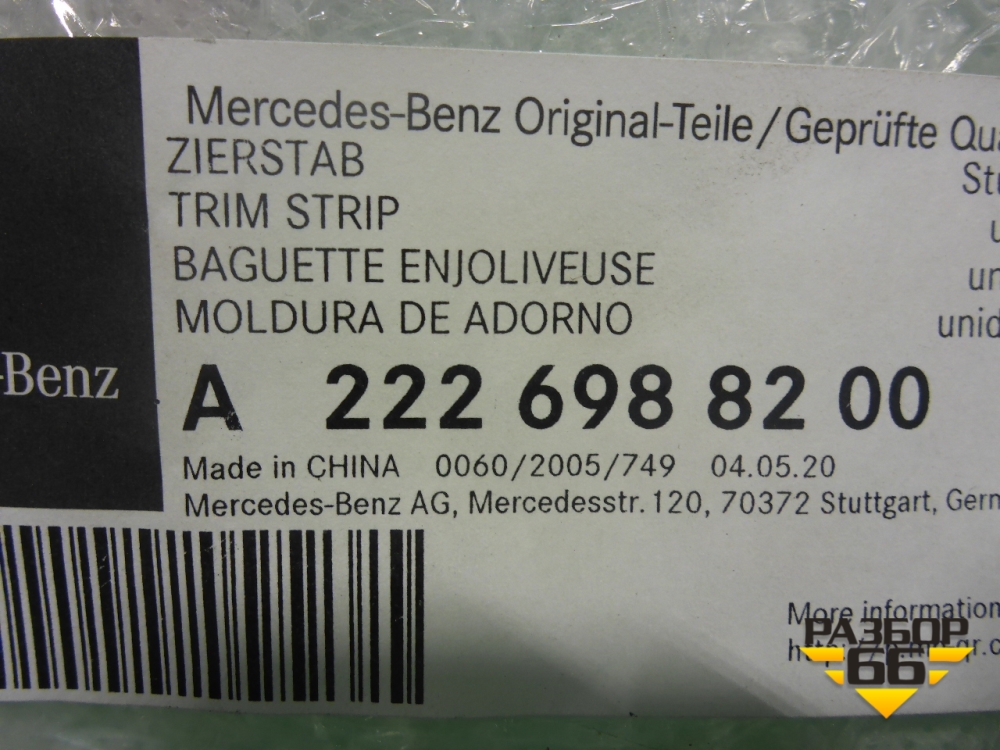 Mercedes-Benz Original-Teile/Geprüfte
ZIERSTAB
TRIM STRIP
BAGUETTE ENJOLIVEUSE
MOLDURA DE ADORNO
-Benz
A 222 698 82 00
Made in CHINA 0060/2005/749 04.05.20
Mercedes-Benz AG, Mercedesstr. 120, 70372 Stuttgart,
More information
РАЗБОР
66